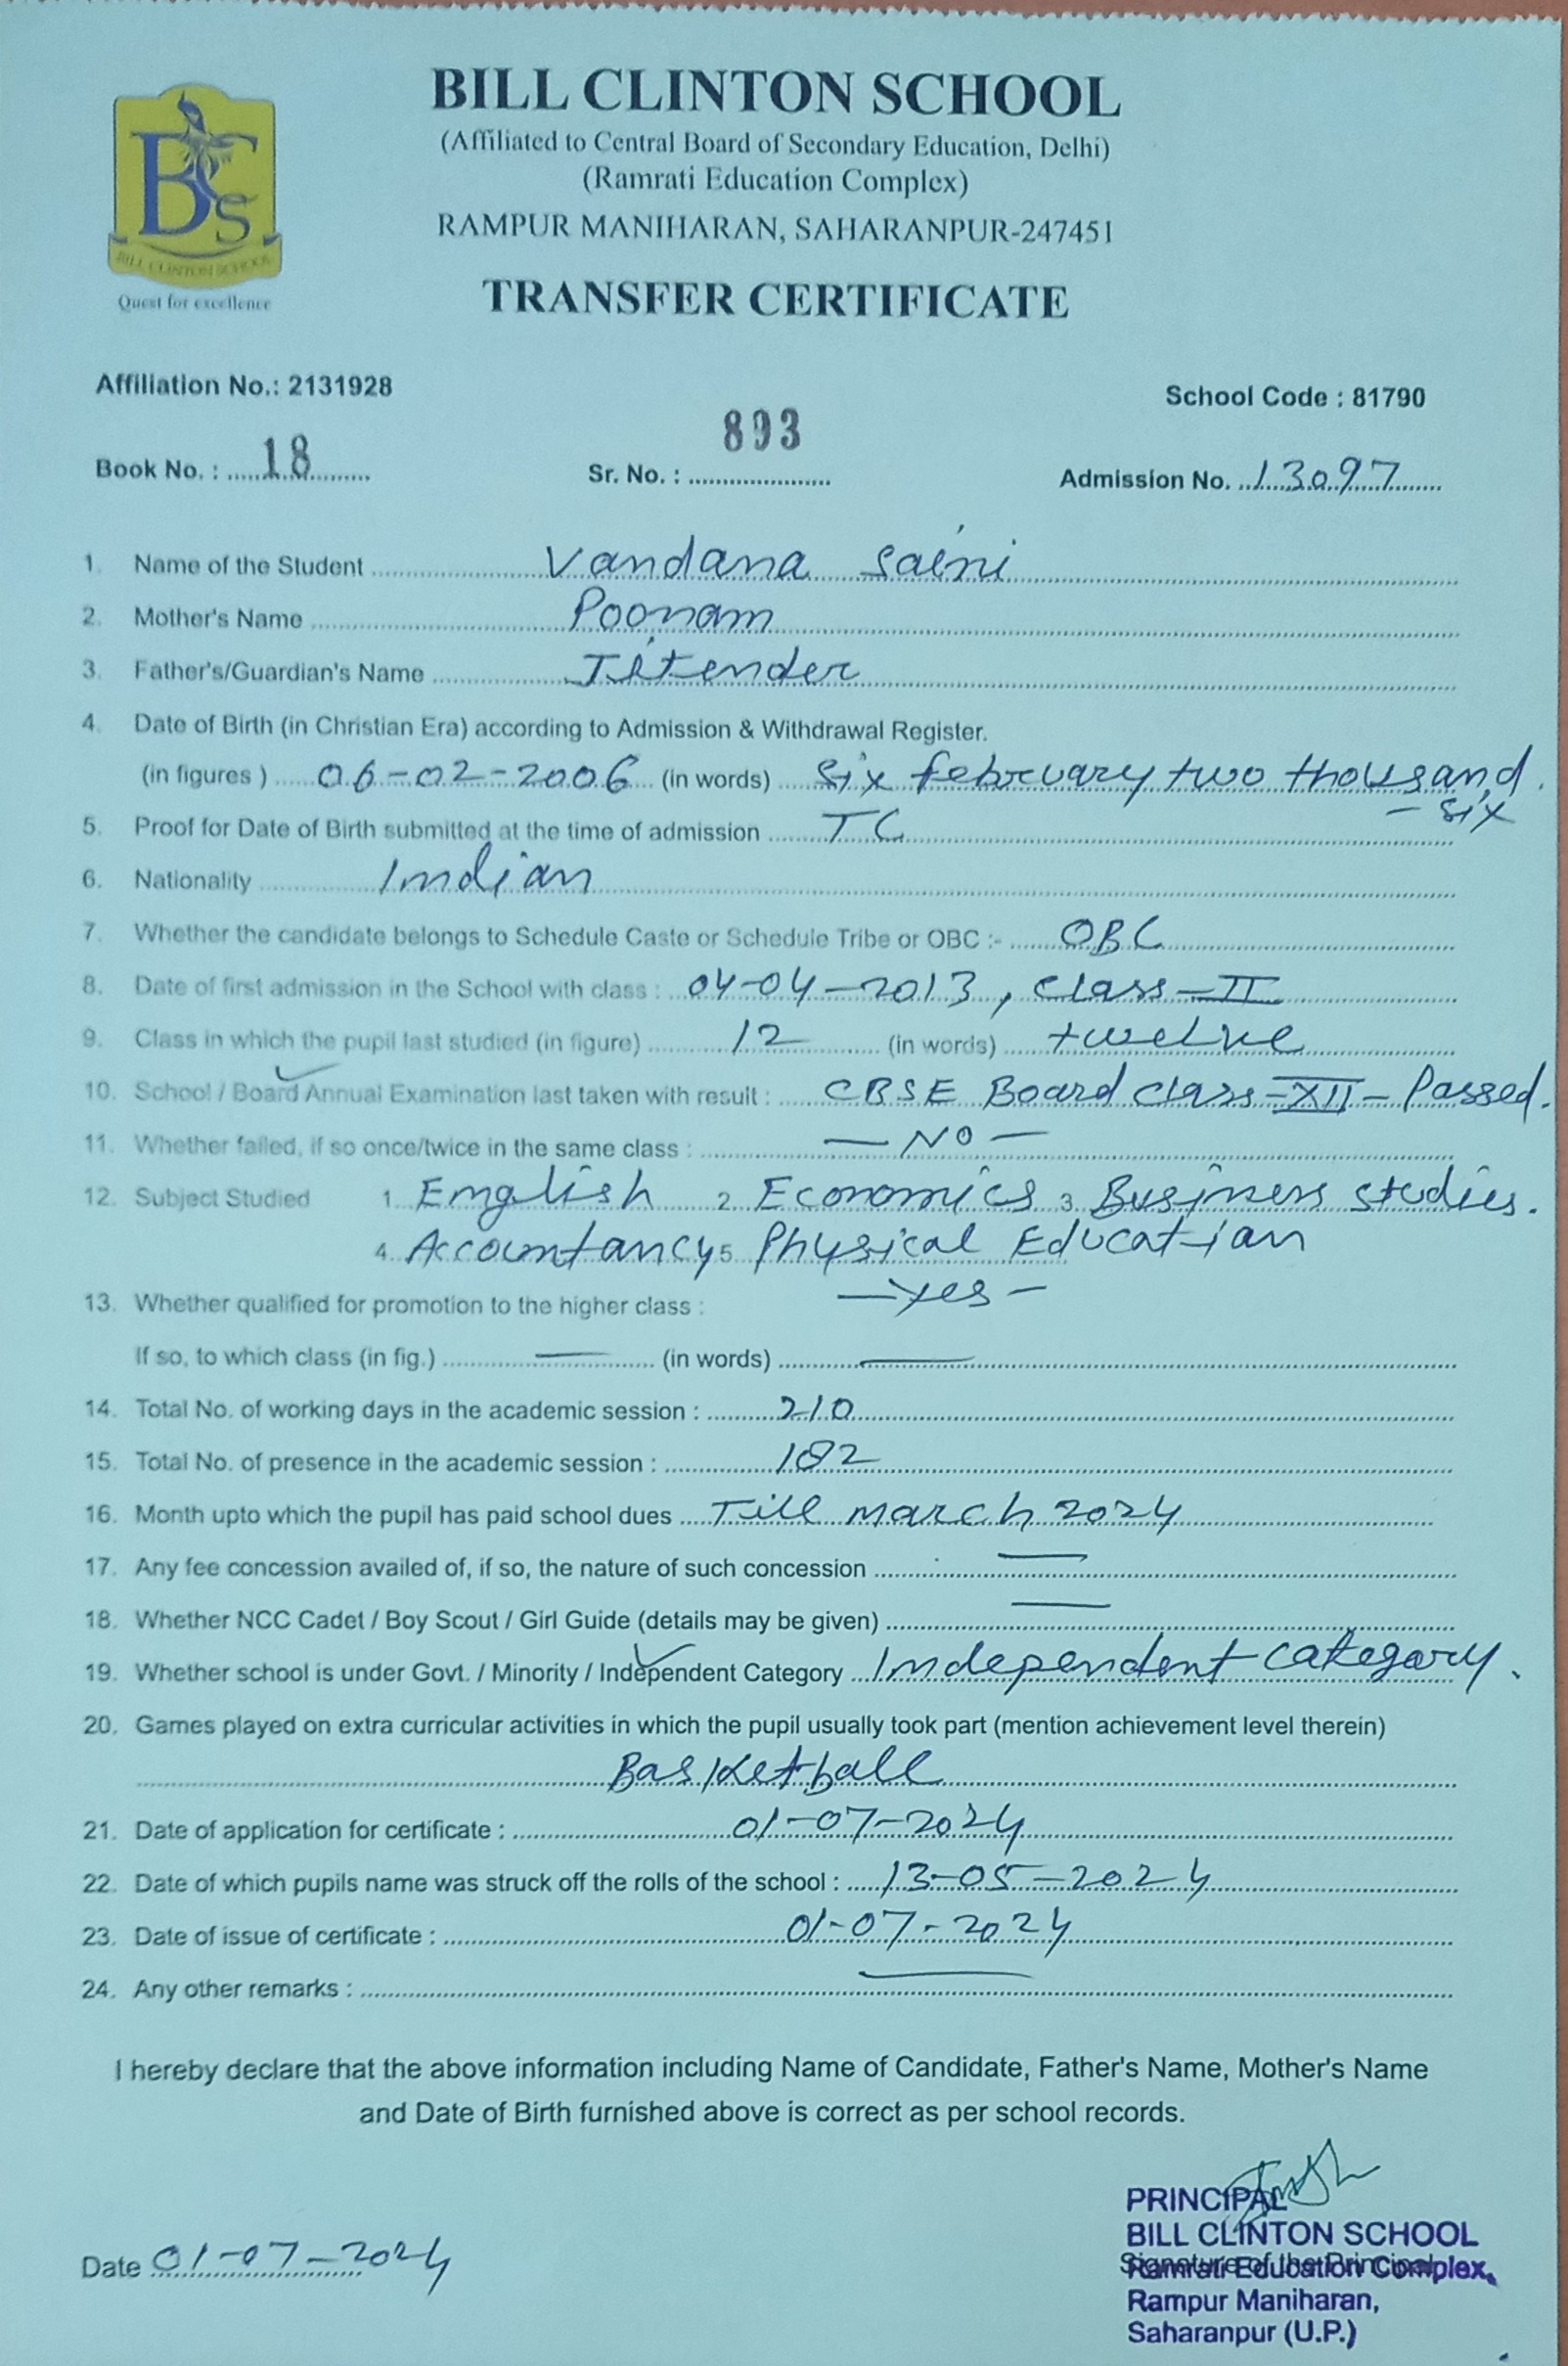 BILL CLINTON SCHOOL
(Affiliated to Central Board of Secondary Education, Delhi)
(Ramrati Education Complex)
RAMPUR MANIHARAN, SAHARANPUR-247451
BCS
BILL CLINTON SCHOOL
Quest for excellence
TRANSFER CERTIFICATE
Affiliation No.: 2131928 School Code : 81790
Book No. : 18 Sr. No. : 893 Admission No. 13097
1. Name of the Student Vandana Saini
2. Mother's Name Poonam
3. Father's/Guardian's Name Jitender
4. Date of Birth (in Christian Era) according to Admission & Withdrawal Register.
(in figures ) 06-02-2006 (in words) Six february two thousand
- six
5. Proof for Date of Birth submitted at the time of admission TC
6. Nationality Indian
7. Whether the candidate belongs to Schedule Caste or Schedule Tribe or OBC :- OBC
8. Date of first admission in the School with class : 04-04-2013, Class-II
9. Class in which the pupil last studied (in figure) 12 (in words) twelve
10. School / Board Annual Examination last taken with result : CBSE Board Class-XII- Passed.
11. Whether failed, if so once/twice in the same class : - NO -
12. Subject Studied 1. English 2. Economics 3. Business studies.
4. Accountancy 5. Physical Education
13. Whether qualified for promotion to the higher class : - yes -
If so, to which class (in fig.) — (in words) —
14. Total No. of working days in the academic session : 210
15. Total No. of presence in the academic session : 182
16. Month upto which the pupil has paid school dues Till march 2024
17. Any fee concession availed of, if so, the nature of such concession —
18. Whether NCC Cadet / Boy Scout / Girl Guide (details may be given) —
19. Whether school is under Govt. / Minority / Independent Category Independent category.
20. Games played on extra curricular activities in which the pupil usually took part (mention achievement level therein)
Basketball
21. Date of application for certificate : 01-07-2024
22. Date of which pupils name was struck off the rolls of the school : 13-05-2024
23. Date of issue of certificate : 01-07-2024
24. Any other remarks : —
I hereby declare that the above information including Name of Candidate, Father's Name, Mother's Name
and Date of Birth furnished above is correct as per school records.
PRINCIPAL
BILL CLINTON SCHOOL
Date 01-07-2024 Signature of the Principal
Ramrati Education Complex,
Rampur Maniharan,
Saharanpur (U.P.)